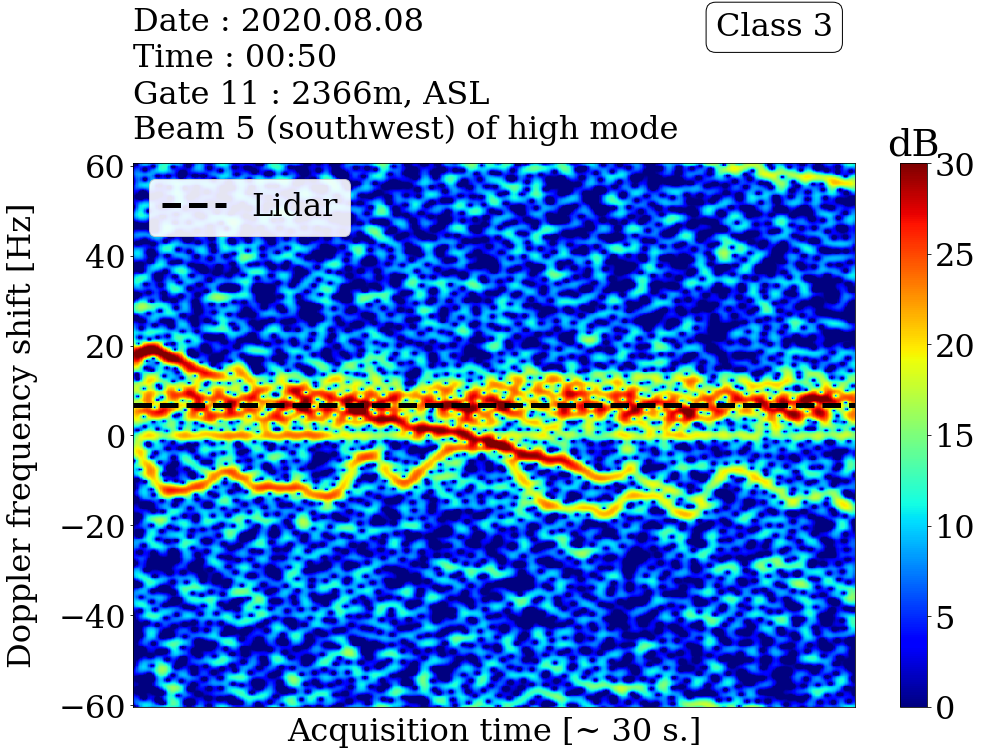 Date : 2020.08.08
Time : 00:50
Gate 11 : 2366m, ASL
Beam 5 (southwest) of high mode
Class 3
dB
Lidar
Doppler frequency shift [Hz]
60
40
20
0
−20
−40
−60
Acquisition time [~ 30 s.]
30
25
20
15
10
5
0